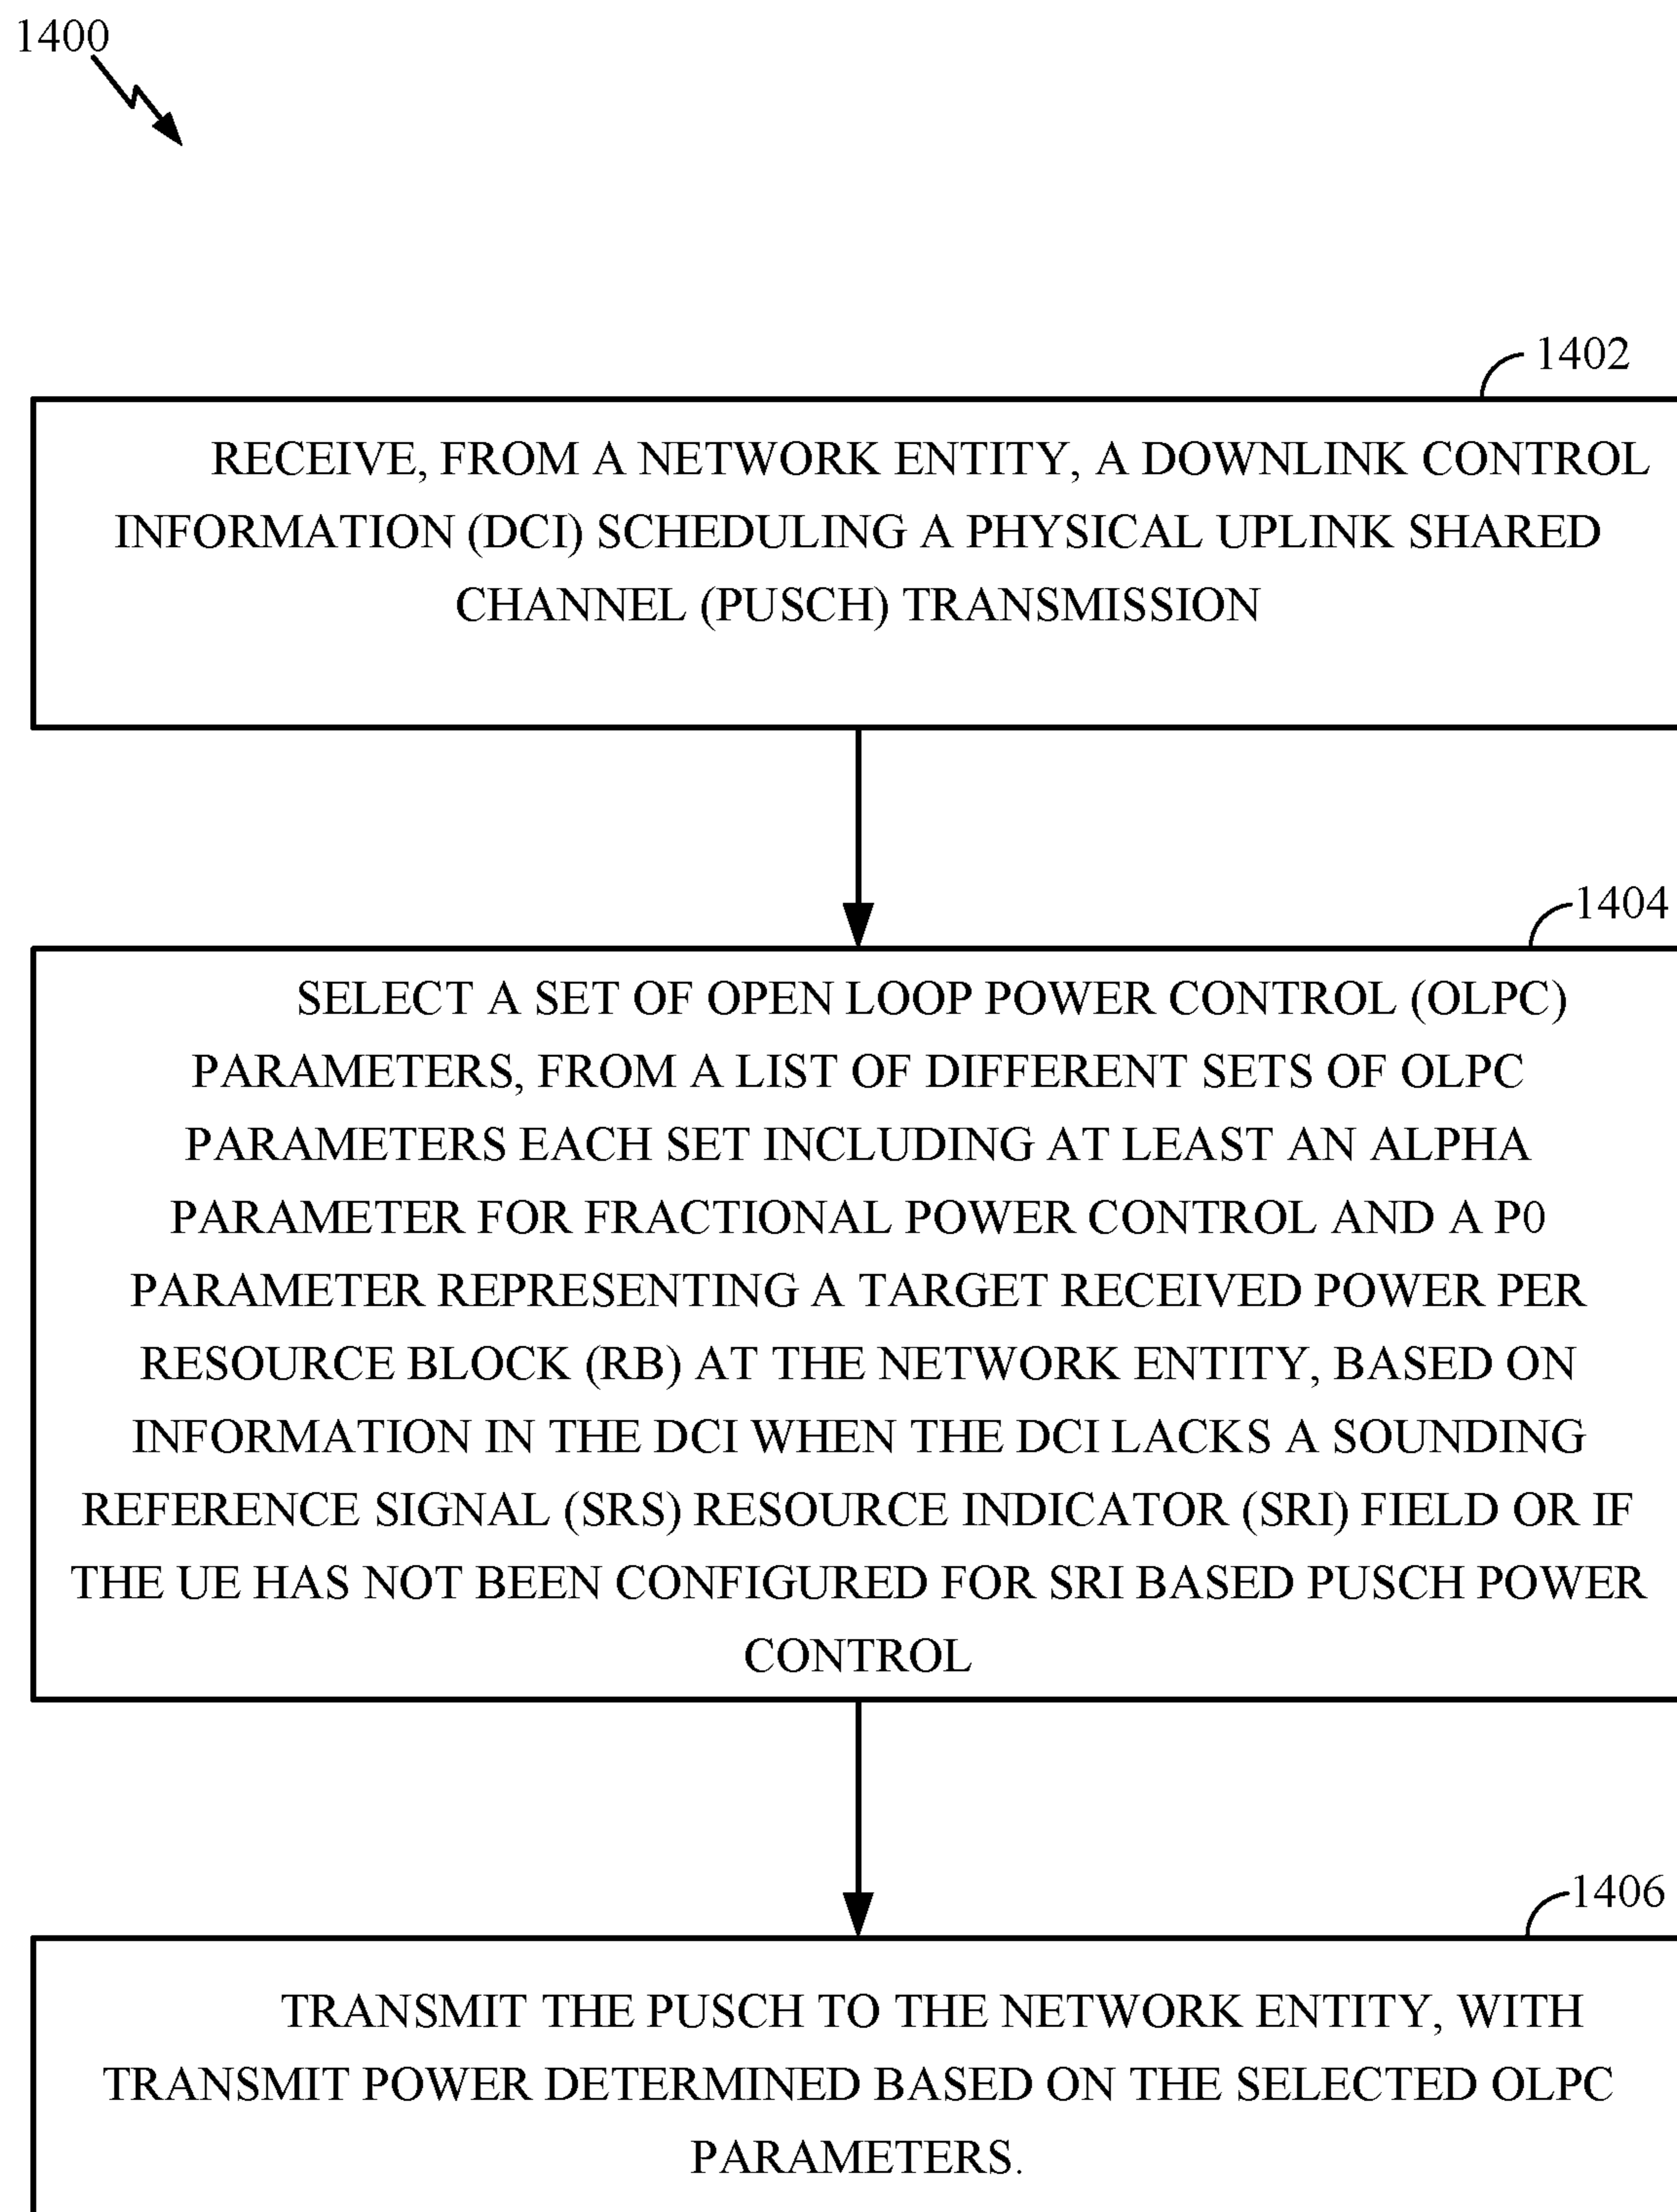 1400
1402
RECEIVE, FROM A NETWORK ENTITY, A DOWNLINK CONTROL
INFORMATION (DCI) SCHEDULING A PHYSICAL UPLINK SHARED
CHANNEL (PUSCH) TRANSMISSION
1404
SELECT A SET OF OPEN LOOP POWER CONTROL (OLPC)
PARAMETERS, FROM A LIST OF DIFFERENT SETS OF OLPC
PARAMETERS EACH SET INCLUDING AT LEAST AN ALPHA
PARAMETER FOR FRACTIONAL POWER CONTROL AND A P0
PARAMETER REPRESENTING A TARGET RECEIVED POWER PER
RESOURCE BLOCK (RB) AT THE NETWORK ENTITY, BASED ON
INFORMATION IN THE DCI WHEN THE DCI LACKS A SOUNDING
REFERENCE SIGNAL (SRS) RESOURCE INDICATOR (SRI) FIELD OR IF
THE UE HAS NOT BEEN CONFIGURED FOR SRI BASED PUSCH POWER
CONTROL
1406
TRANSMIT THE PUSCH TO THE NETWORK ENTITY, WITH
TRANSMIT POWER DETERMINED BASED ON THE SELECTED OLPC
PARAMETERS.